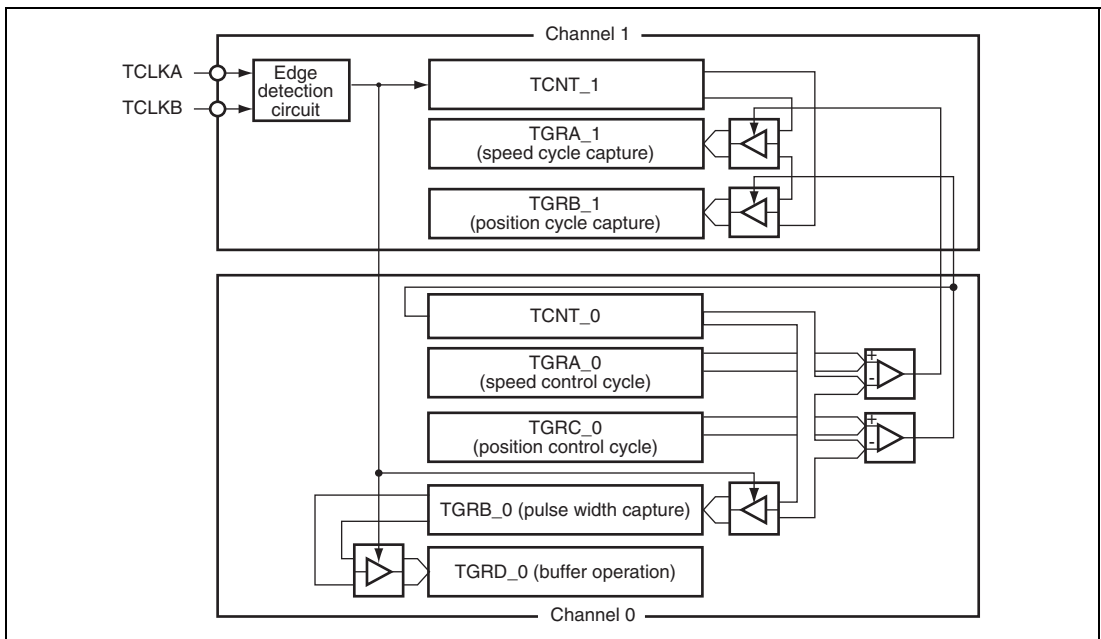 Channel 1
TCLKA
TCLKB
Edge
detection
circuit
TCNT_1
TGRA_1
(speed cycle capture)
TGRB_1
(position cycle capture)
TCNT_0
TGRA_0
(speed control cycle)
+
-
TGRC_0
(position control cycle)
+
-
TGRB_0 (pulse width capture)
TGRD_0 (buffer operation)
Channel 0